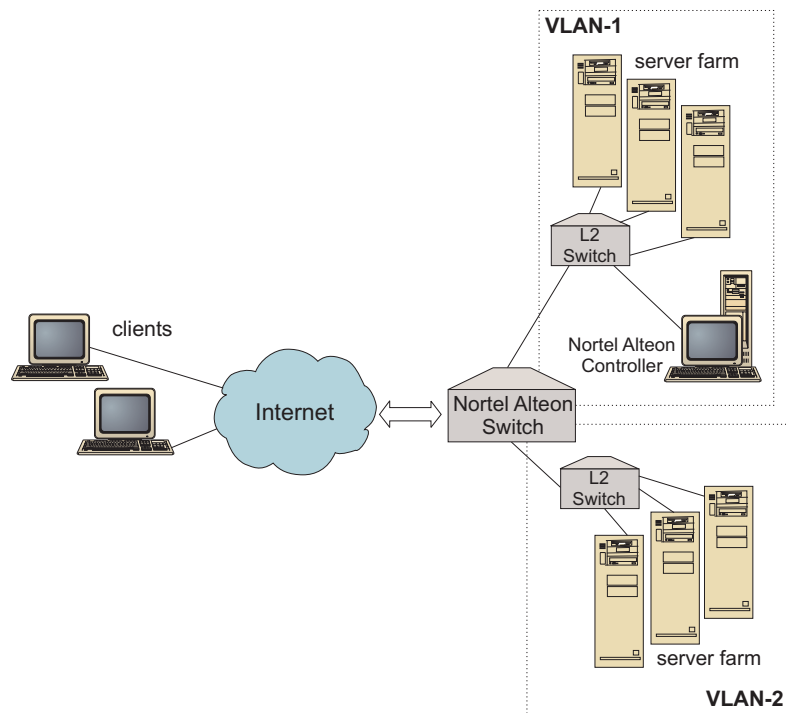 VLAN-1
server farm
L2
Switch
clients
Nortel Alteon
Controller
Internet
Nortel Alteon
Switch
L2
Switch
server farm
VLAN-2